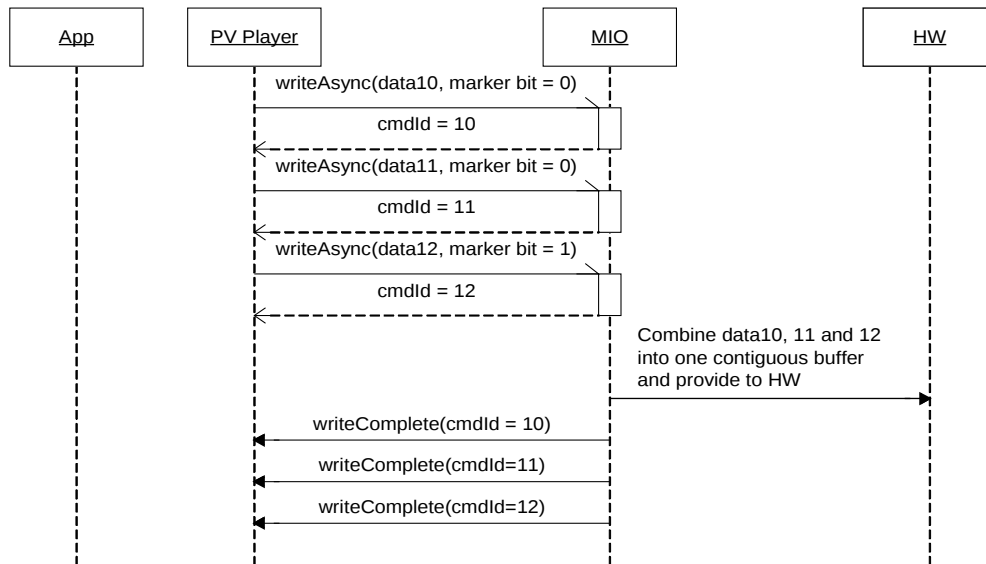 App
PV Player
MIO
HW
writeAsync(data10, marker bit = 0)
cmdId = 10
writeAsync(data11, marker bit = 0)
cmdId = 11
writeAsync(data12, marker bit = 1)
cmdId = 12
Combine data10, 11 and 12
into one contiguous buffer
and provide to HW
writeComplete(cmdId = 10)
writeComplete(cmdId=11)
writeComplete(cmdId=12)